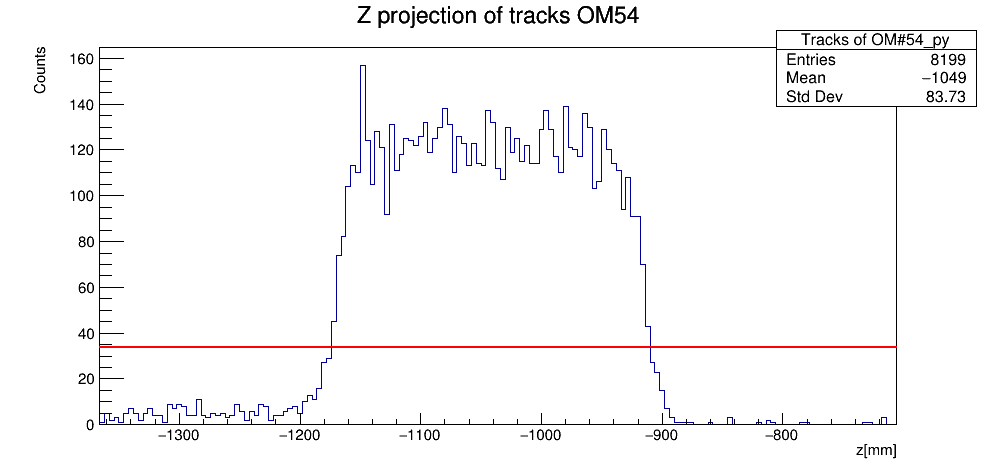 Z projection of tracks OM54
Tracks of OM#54_py
Entries 8199
Mean −1049
Std Dev 83.73
Counts
160
140
120
100
80
60
40
20
0
−1300 −1200 −1100 −1000 −900 −800
z[mm]